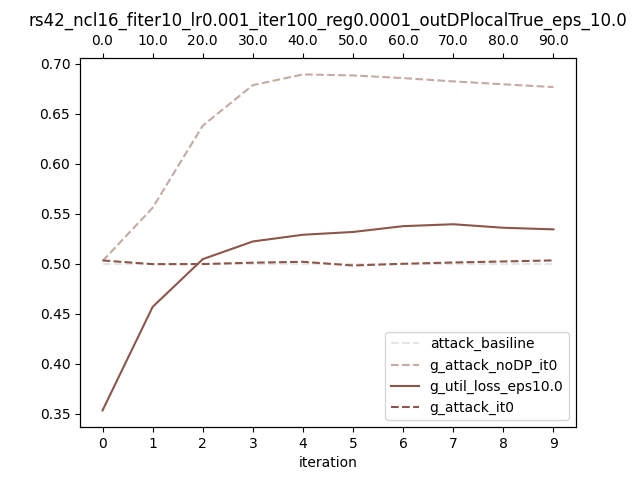 rs42_ncl16_fiter10_lr0.001_iter100_reg0.0001_outDPlocalTrue_eps_10.0
0.0 10.0 20.0 30.0 40.0 50.0 60.0 70.0 80.0 90.0
0.70
0.65
0.60
0.55
0.50
0.45
0.40
0.35
attack_basiline
g_attack_noDP_it0
g_util_loss_eps10.0
g_attack_it0
0 1 2 3 4 5 6 7 8 9
iteration